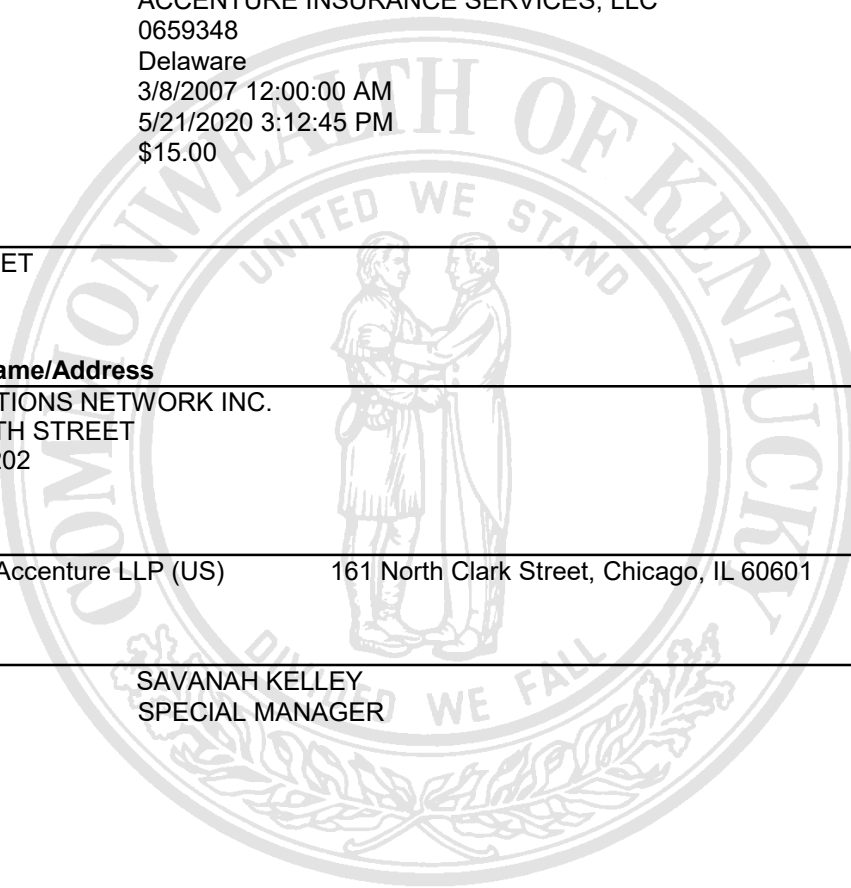 ACCENTURE INSURANCE SERVICES, LLC
0659348
Delaware
3/8/2007 12:00:00 AM
5/21/2020 3:12:45 PM
$15.00
ET
ame/Address
TIONS NETWORK INC.
TH STREET
202
Accenture LLP (US) 161 North Clark Street, Chicago, IL 60601
SAVANAH KELLEY
SPECIAL MANAGER
COMMONWEALTH OF KENTUCKY
UNITED WE STAND
DIVIDED WE FALL